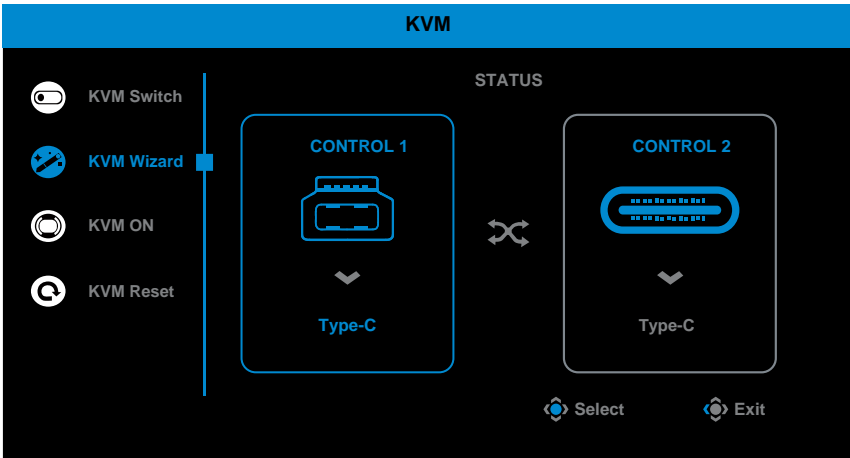 KVM
STATUS
KVM Switch
KVM Wizard
KVM ON
KVM Reset
CONTROL 1
Type-C
CONTROL 2
Type-C
Select
Exit